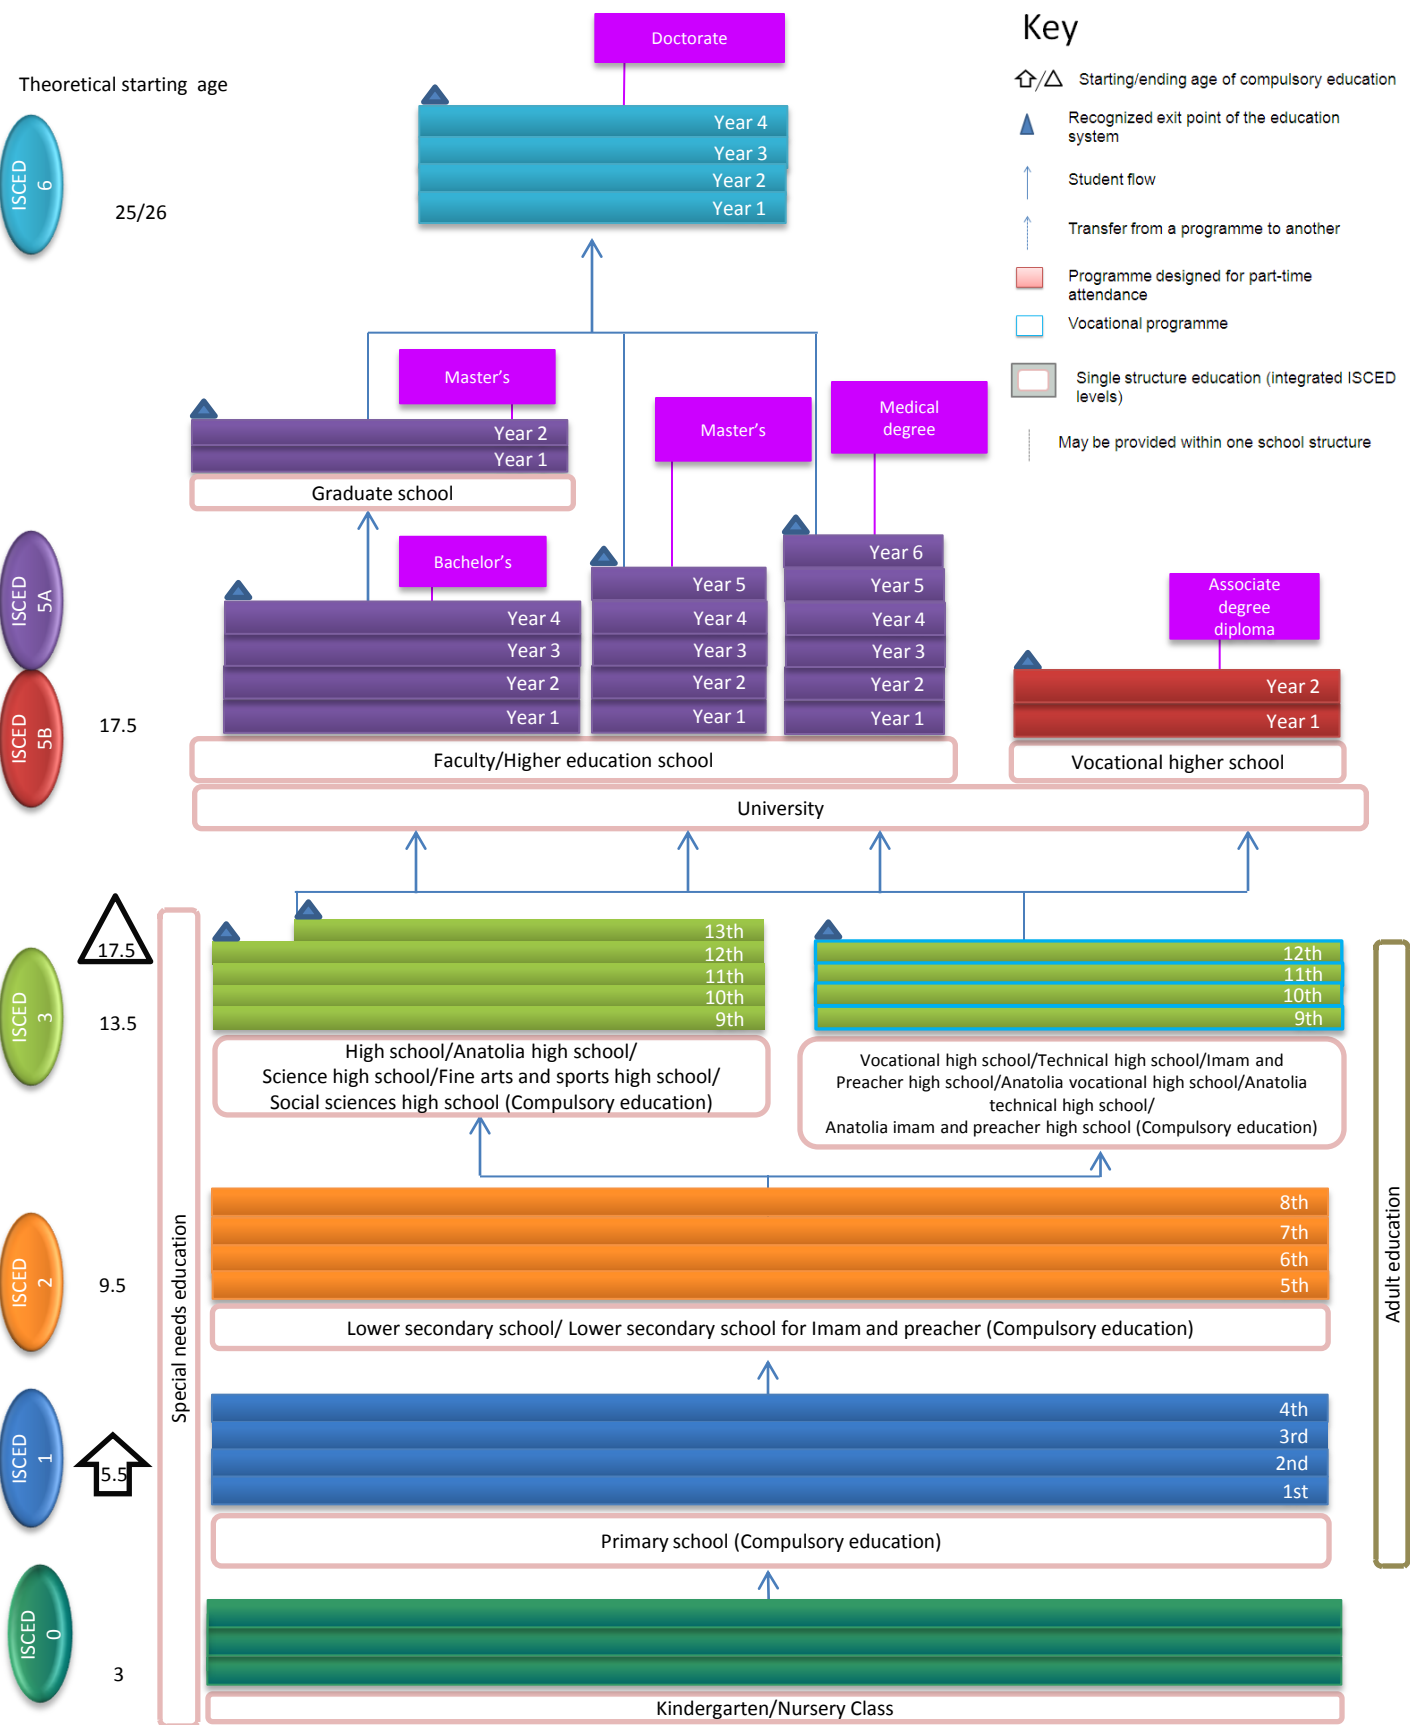 Theoretical starting age
Doctorate
Key
Starting/ending age of compulsory education
Recognized exit point of the education
system
Student flow
Transfer from a programme to another
Programme designed for part-time
attendance
Vocational programme
Single structure education (integrated ISCED
levels)
May be provided within one school structure
ISCED
6
25/26
Year 4
Year 3
Year 2
Year 1
Master's
Year 2
Year 1
Graduate school
Master's
Medical
degree
ISCED
5A
Bachelor's
Year 4
Year 3
Year 2
Year 1
Year 5
Year 4
Year 3
Year 2
Year 1
Year 6
Year 5
Year 4
Year 3
Year 2
Year 1
Associate
degree
diploma
Year 2
Year 1
ISCED
5B
17.5
Faculty/Higher education school
Vocational higher school
University
17.5
ISCED
3
13.5
13th
12th
11th
10th
9th
12th
11th
10th
9th
High school/Anatolia high school/
Science high school/Fine arts and sports high school/
Social sciences high school (Compulsory education)
Vocational high school/Technical high school/Imam and
Preacher high school/Anatolia vocational high school/Anatolia
technical high school/
Anatolia imam and preacher high school (Compulsory education)
Special needs education
Adult education
ISCED
2
9.5
8th
7th
6th
5th
Lower secondary school/ Lower secondary school for Imam and preacher (Compulsory education)
ISCED
1
5.5
4th
3rd
2nd
1st
Primary school (Compulsory education)
ISCED
0
3
Kindergarten/Nursery Class